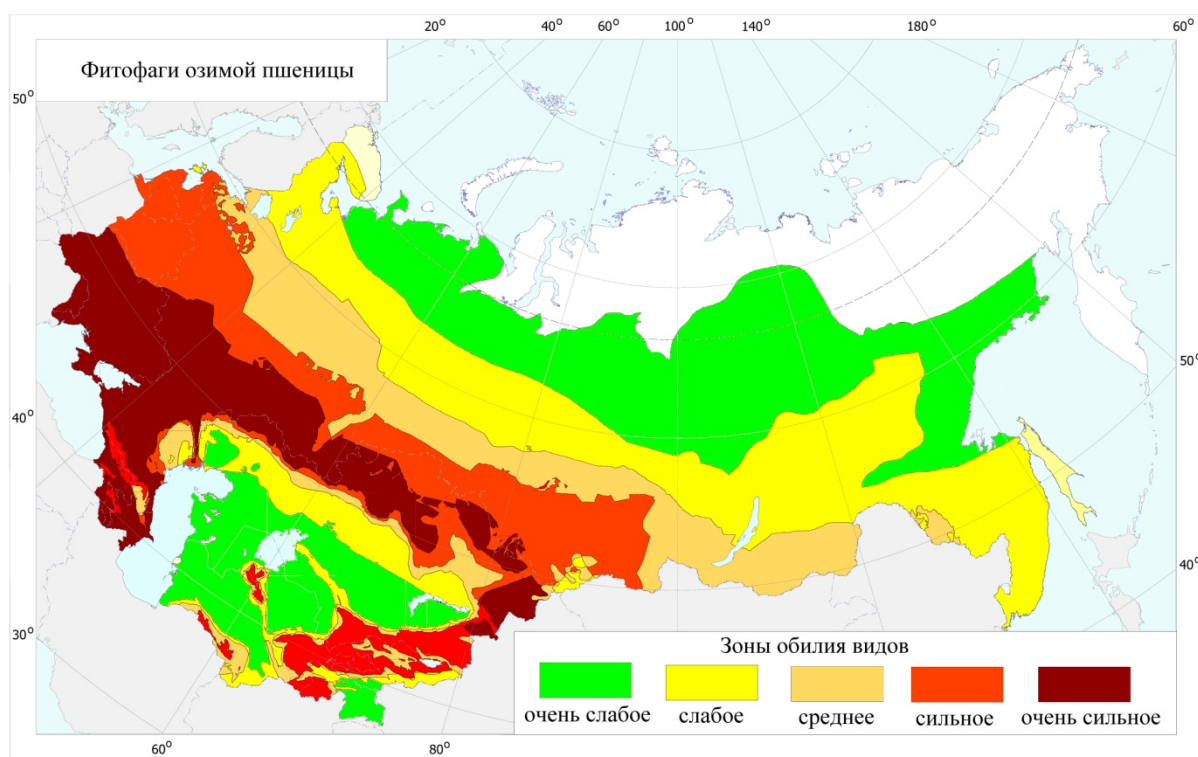 20° 40° 60° 100° 140° 180° 60°
Фитофаги озимой пшеницы
50°
50°
40°
40°
30°
Зоны обилия видов
очень слабое слабое среднее сильное очень сильное
60° 80°